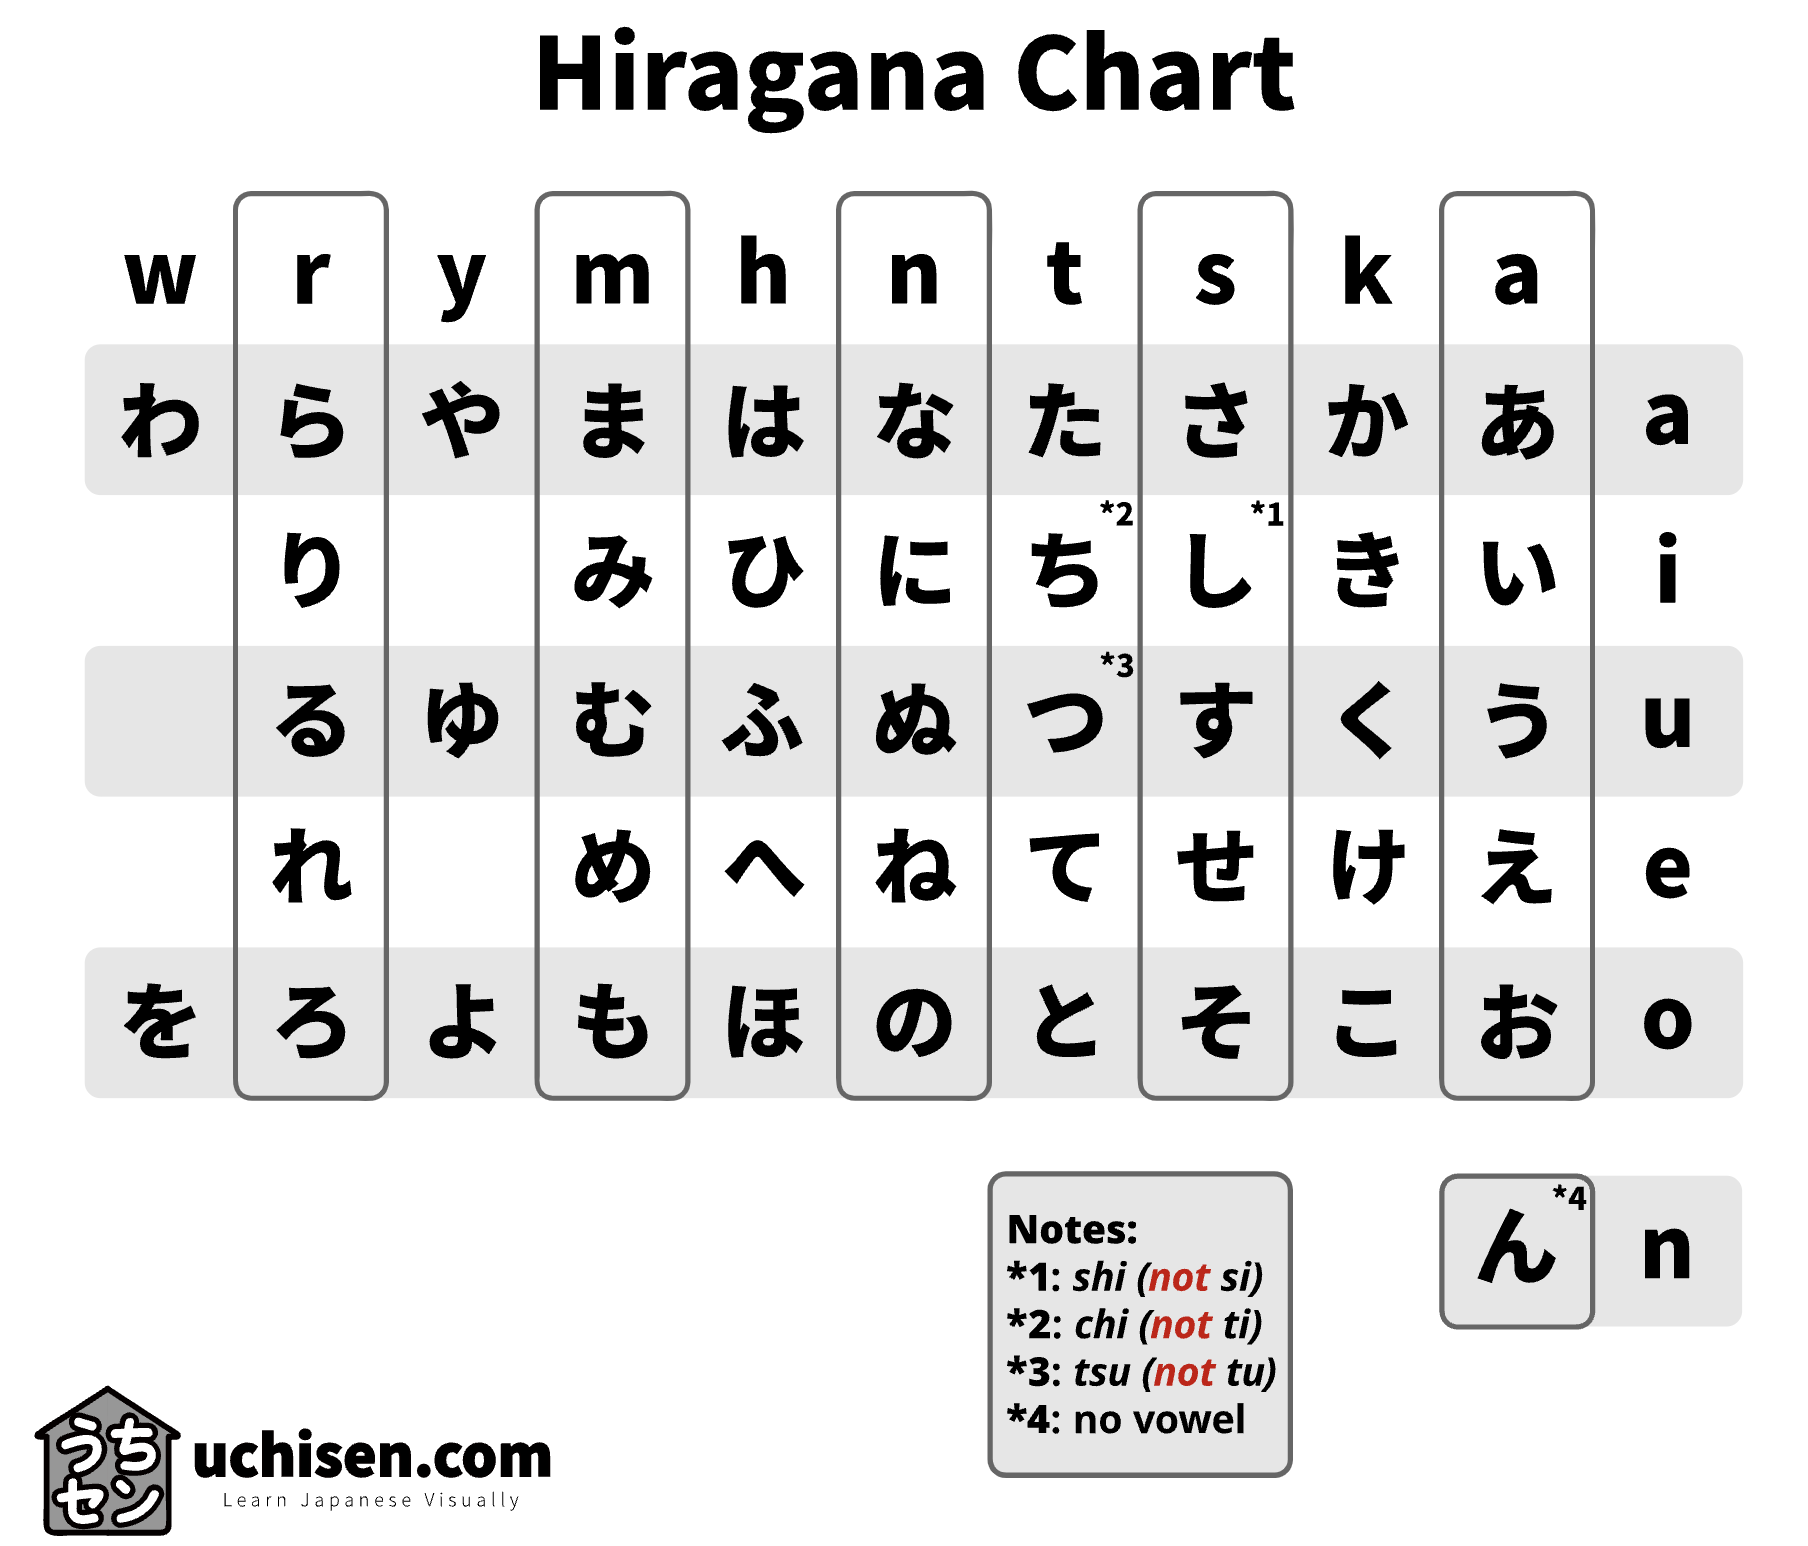 Hiragana Chart
w r y m h n t s k a
わ ら や ま は な た さ か あ a
り み ひ に ち *2 し *1 き い i
る ゆ む ふ ぬ つ *3 す く う u
れ め へ ね て せ け え e
を ろ よ も ほ の と そ こ お o
ん *4 n
Notes:
*1: shi (not si)
*2: chi (not ti)
*3: tsu (not tu)
*4: no vowel
うち
セン
uchisen.com
Learn Japanese Visually